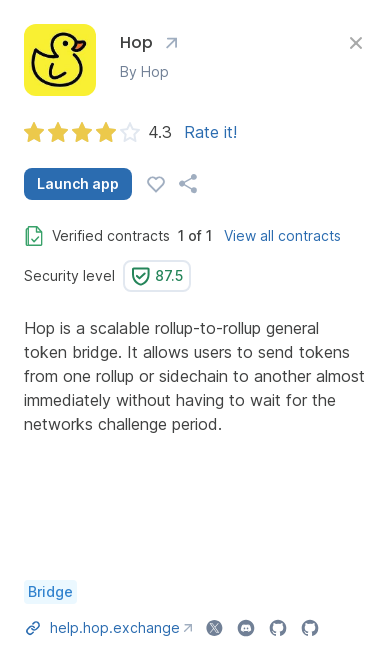 Hop
By Hop
4.3 Rate it!
Launch app
Verified contracts 1 of 1 View all contracts
Security level 87.5
Hop is a scalable rollup-to-rollup general
token bridge. It allows users to send tokens
from one rollup or sidechain to another almost
immediately without having to wait for the
networks challenge period.
Bridge
help.hop.exchange